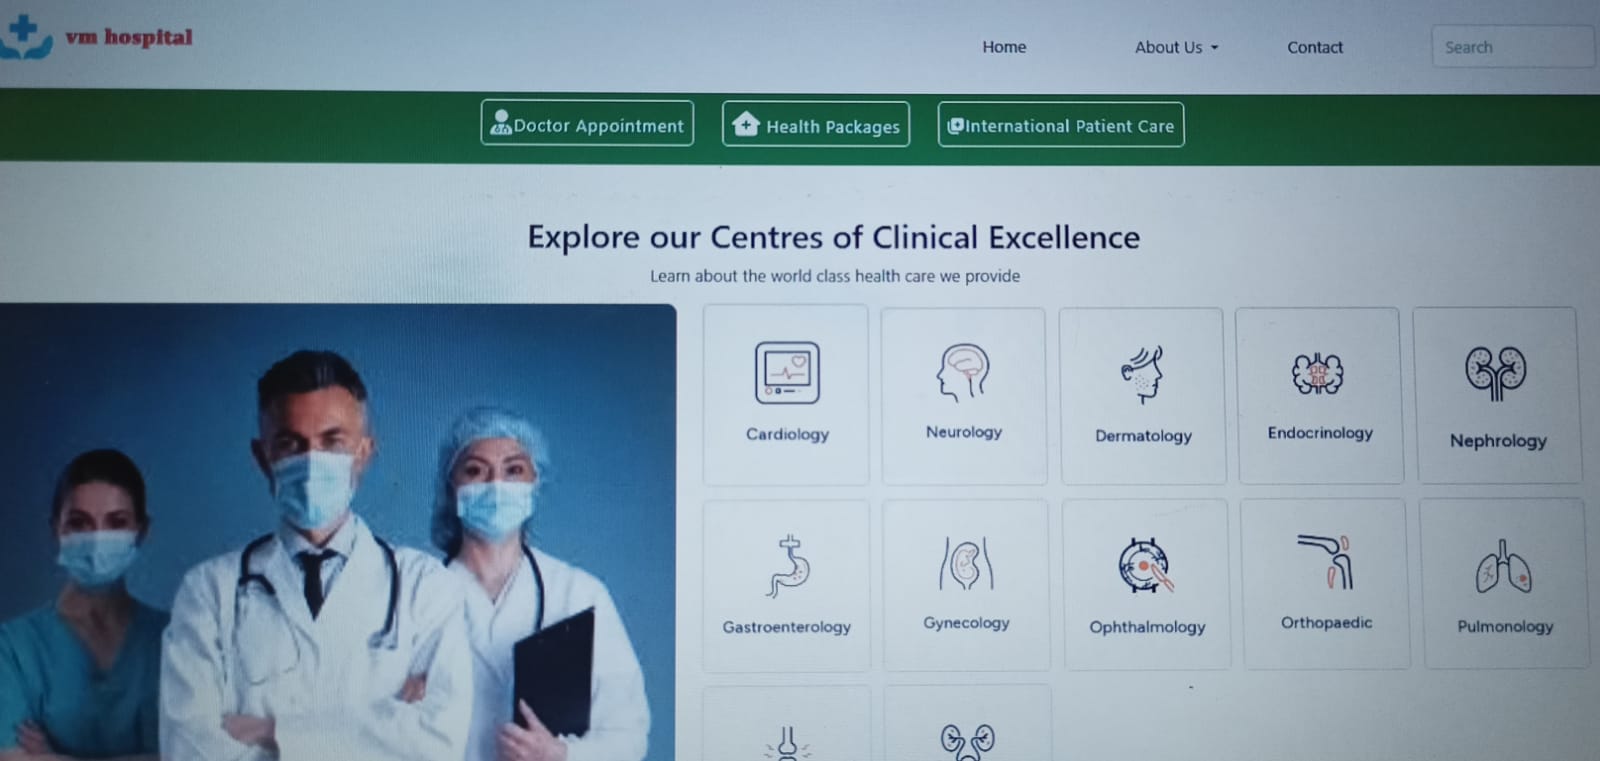 vm hospital
Home
About Us
Contact
Search
Doctor Appointment
Health Packages
International Patient Care
Explore our Centres of Clinical Excellence
Learn about the world class health care we provide
Cardiology
Neurology
Dermatology
Endocrinology
Nephrology
Gastroenterology
Gynecology
Ophthalmology
Orthopaedic
Pulmonology